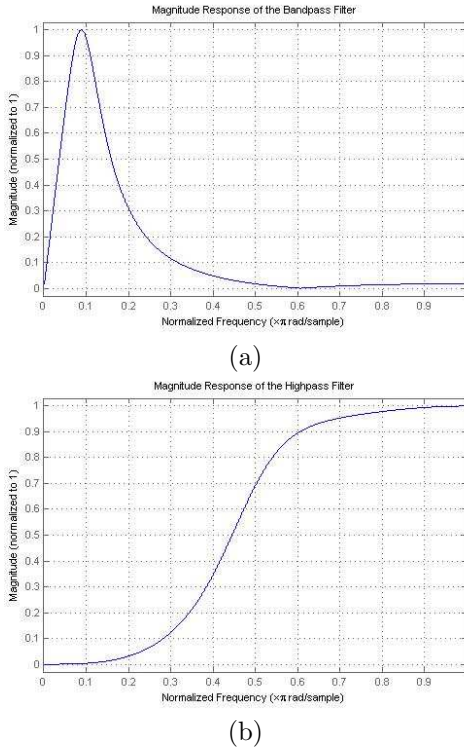 Magnitude Response of the Bandpass Filter
Magnitude (normalized to 1)
1
0.9
0.8
0.7
0.6
0.5
0.4
0.3
0.2
0.1
0
0 0.1 0.2 0.3 0.4 0.5 0.6 0.7 0.8 0.9
Normalized Frequency (×π rad/sample)
(a)
Magnitude Response of the Highpass Filter
Magnitude (normalized to 1)
1
0.9
0.8
0.7
0.6
0.5
0.4
0.3
0.2
0.1
0
0 0.1 0.2 0.3 0.4 0.5 0.6 0.7 0.8 0.9
Normalized Frequency (×π rad/sample)
(b)